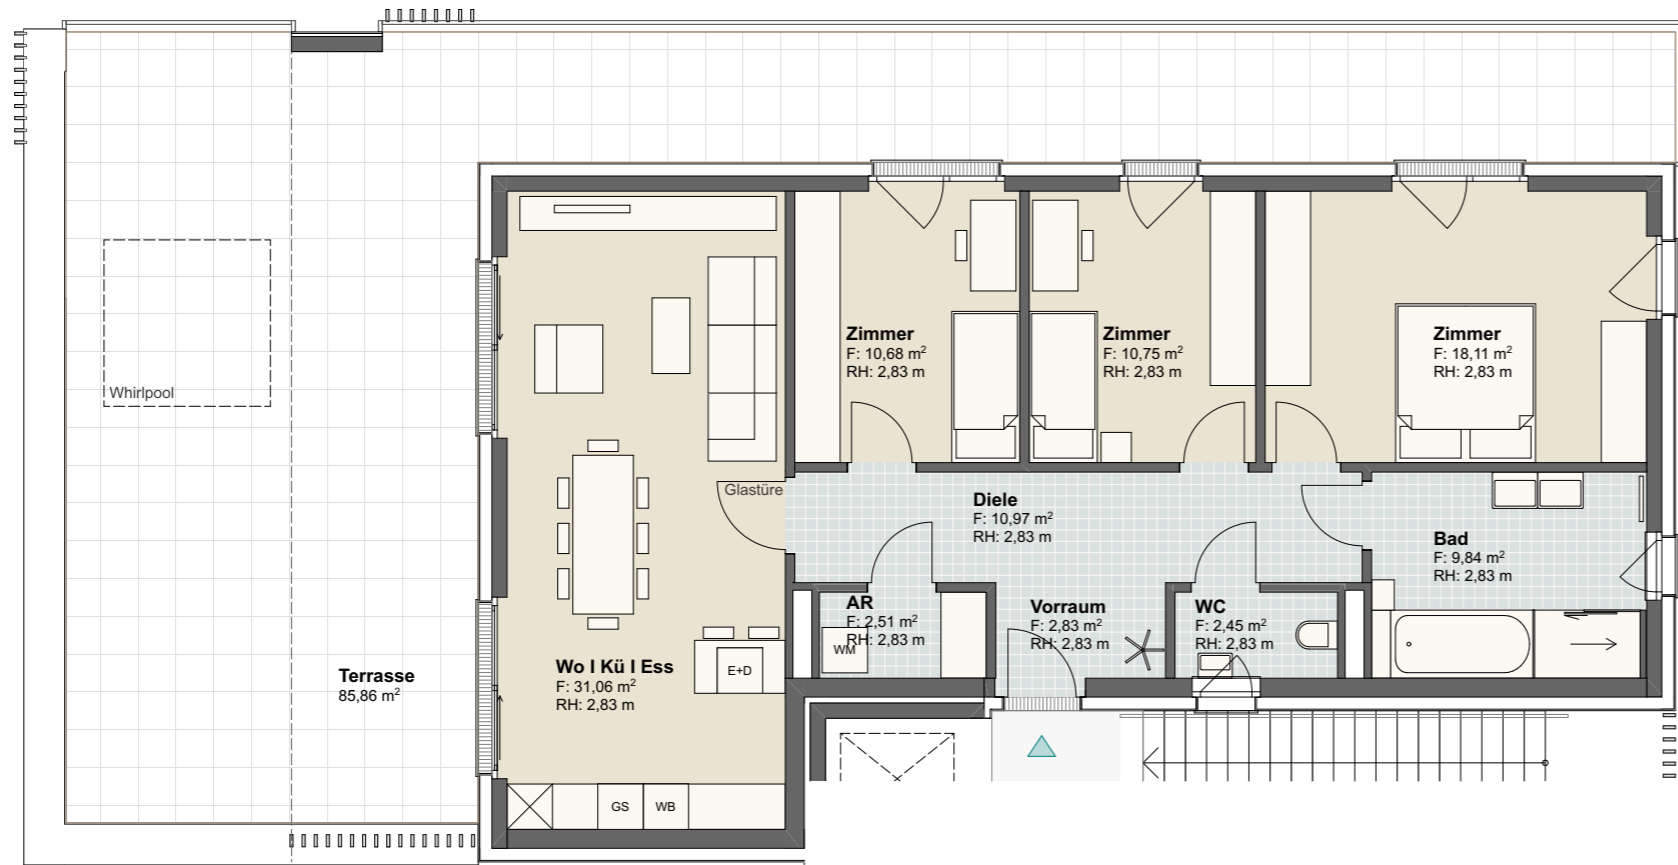 Whirlpool
Terrasse
85,86 m²
Wo I Kü I Ess
F: 31,06 m²
RH: 2,83 m
E+D
GS
WB
Glastüre
Zimmer
F: 10,68 m²
RH: 2,83 m
Zimmer
F: 10,75 m²
RH: 2,83 m
Zimmer
F: 18,11 m²
RH: 2,83 m
Diele
F: 10,97 m²
RH: 2,83 m
Bad
F: 9,84 m²
RH: 2,83 m
AR
F: 2,51 m²
RH: 2,83 m
WM
Vorraum
F: 2,83 m²
RH: 2,83 m
WC
F: 2,45 m²
RH: 2,83 m